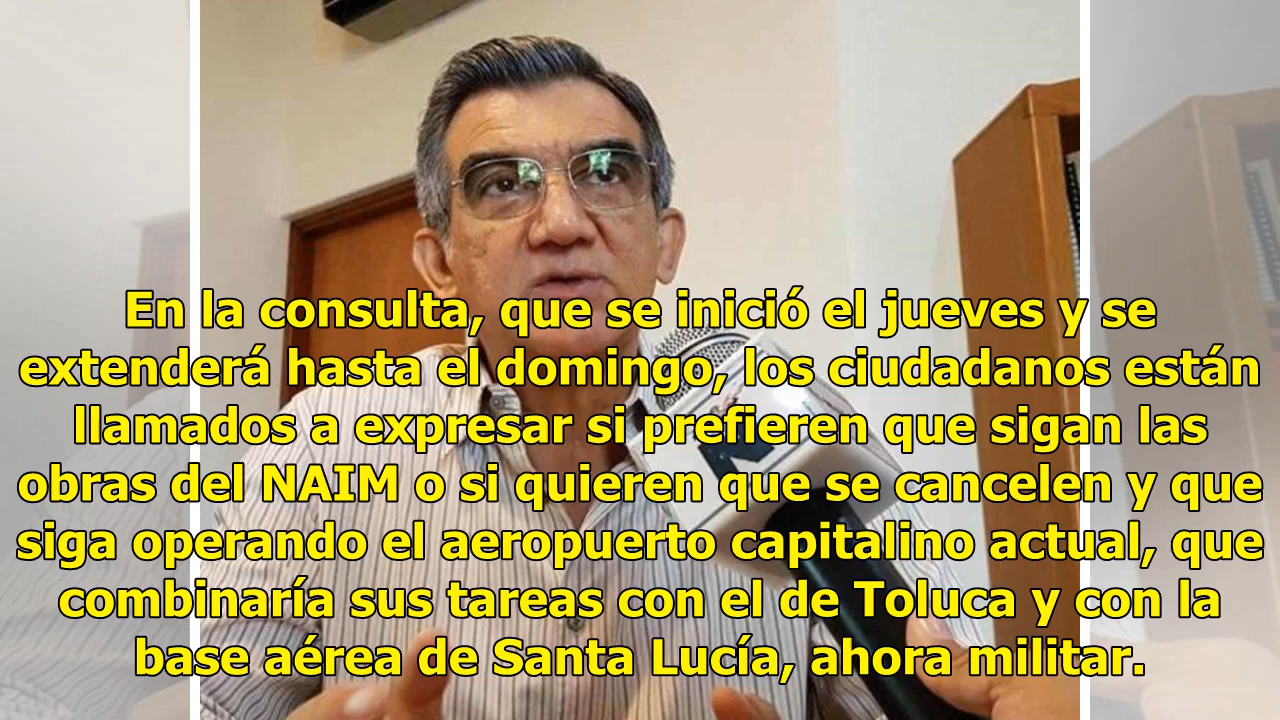 En la consulta, que se inició el jueves y se
extenderá hasta el domingo, los ciudadanos están
llamados a expresar si prefieren que sigan las
obras del NAIM o si quieren que se cancelen y que
siga operando el aeropuerto capitalino actual, que
combinaría sus tareas con el de Toluca y con la
base aérea de Santa Lucía, ahora militar.